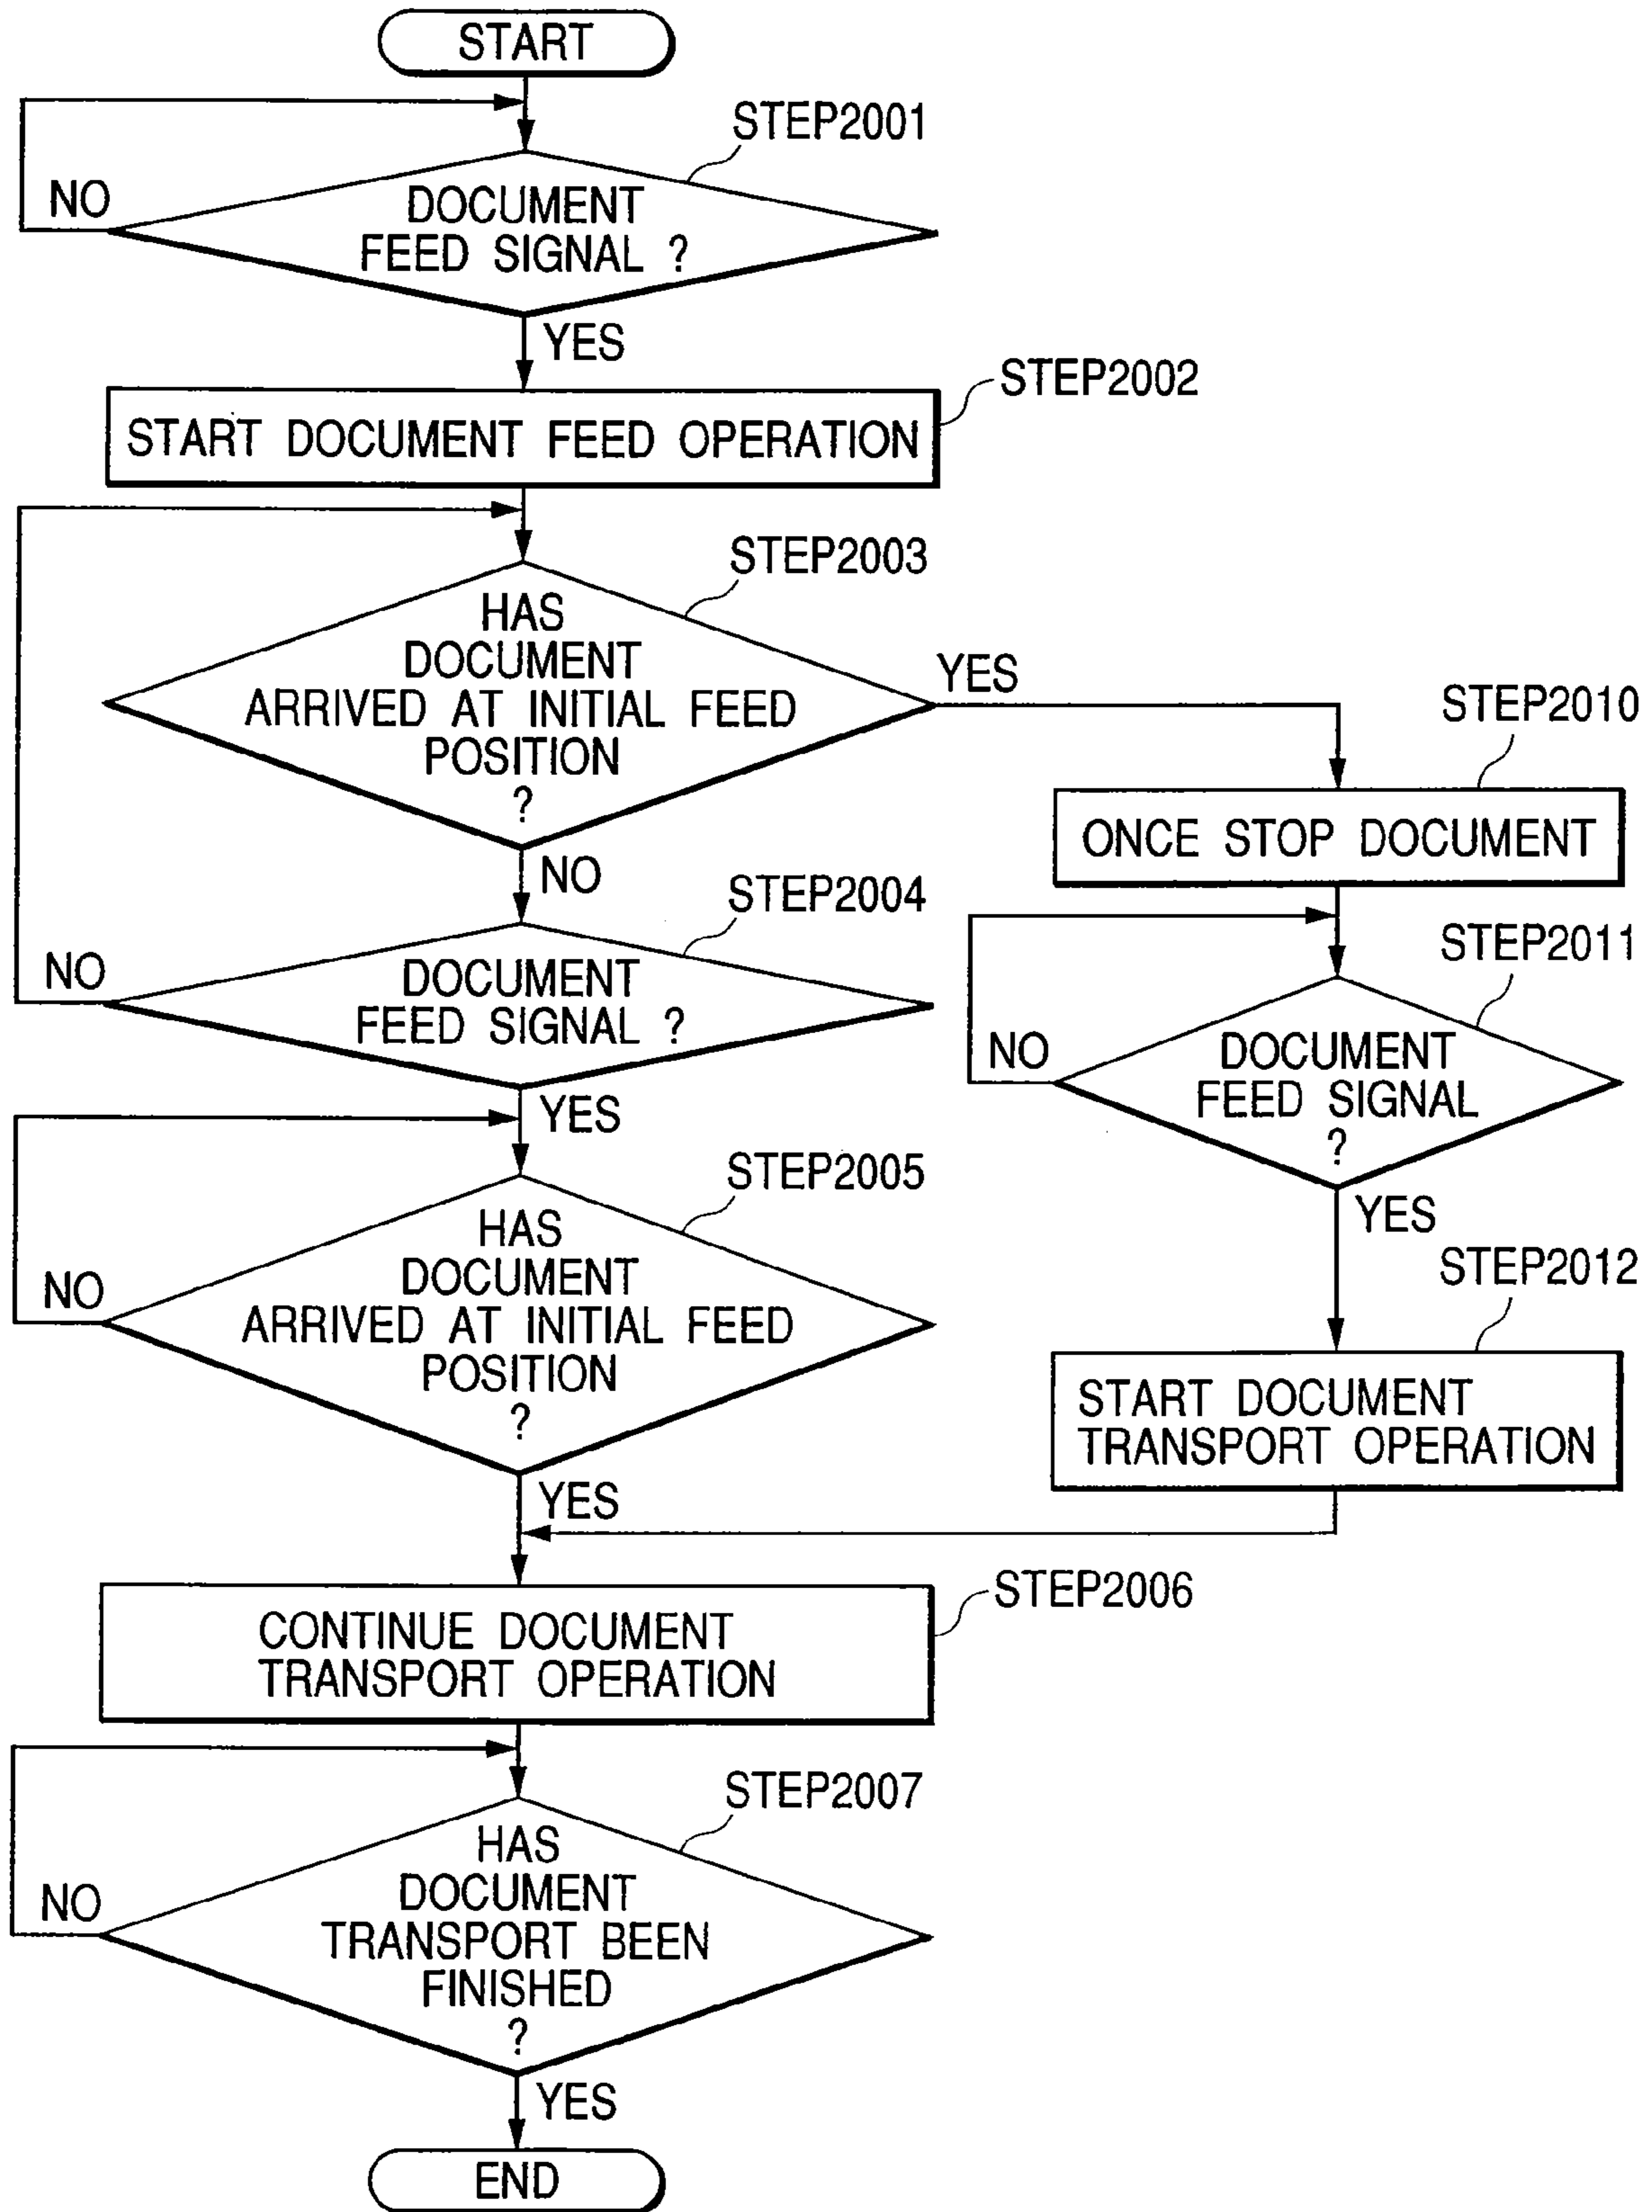 START
STEP2001
NO
DOCUMENT
FEED SIGNAL ?
YES
STEP2002
START DOCUMENT FEED OPERATION
STEP2003
HAS
DOCUMENT
ARRIVED AT INITIAL FEED
POSITION
?
YES
NO
STEP2010
ONCE STOP DOCUMENT
STEP2004
NO
DOCUMENT
FEED SIGNAL ?
YES
STEP2011
NO
DOCUMENT
FEED SIGNAL
?
YES
STEP2005
NO
HAS
DOCUMENT
ARRIVED AT INITIAL FEED
POSITION
?
YES
STEP2012
START DOCUMENT
TRANSPORT OPERATION
STEP2006
CONTINUE DOCUMENT
TRANSPORT OPERATION
STEP2007
NO
HAS
DOCUMENT
TRANSPORT BEEN
FINISHED
?
YES
END